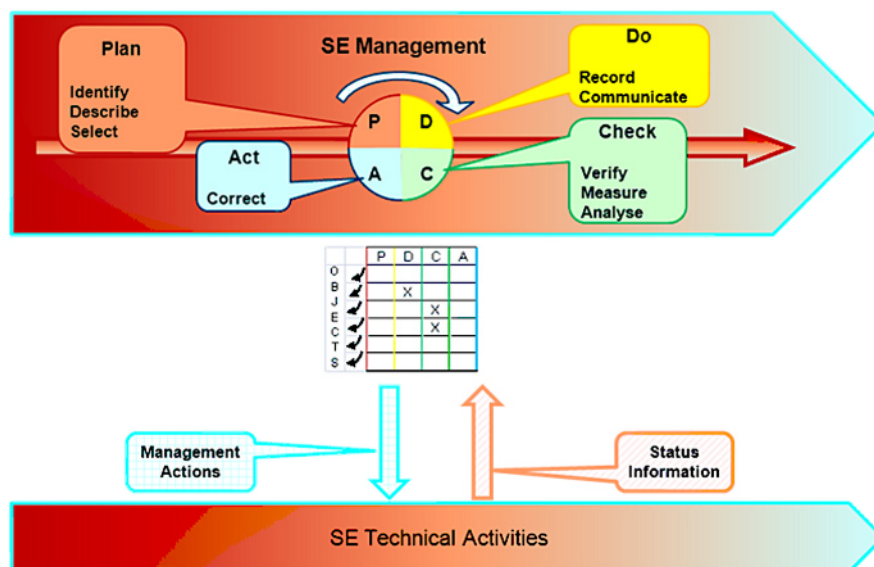 SE Management
Plan
Identify
Describe
Select
Do
Record
Communicate
P D
A C
Act
Correct
Check
Verify
Measure
Analyse
P D C A
O
B X
J X
E X
C
T
S
Management
Actions
Status
Information
SE Technical Activities